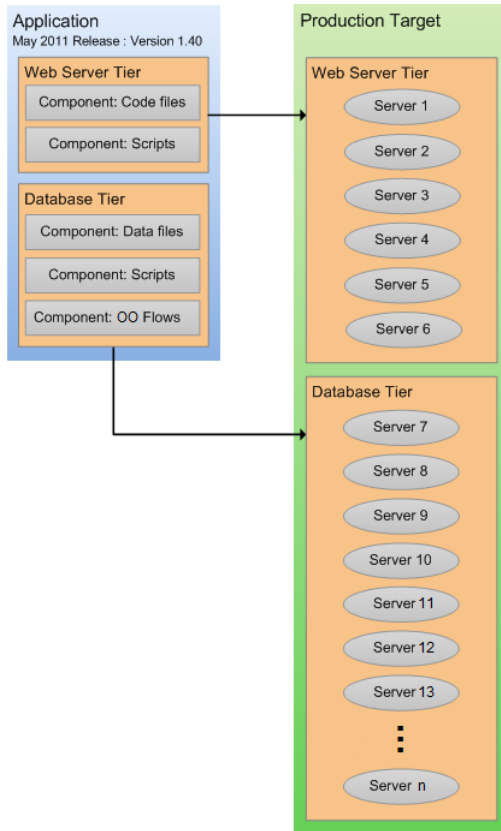 Application
May 2011 Release : Version 1.40
Web Server Tier
Component: Code files
Component: Scripts
Database Tier
Component: Data files
Component: Scripts
Component: OO Flows
Production Target
Web Server Tier
Server 1
Server 2
Server 3
Server 4
Server 5
Server 6
Database Tier
Server 7
Server 8
Server 9
Server 10
Server 11
Server 12
Server 13
Server n